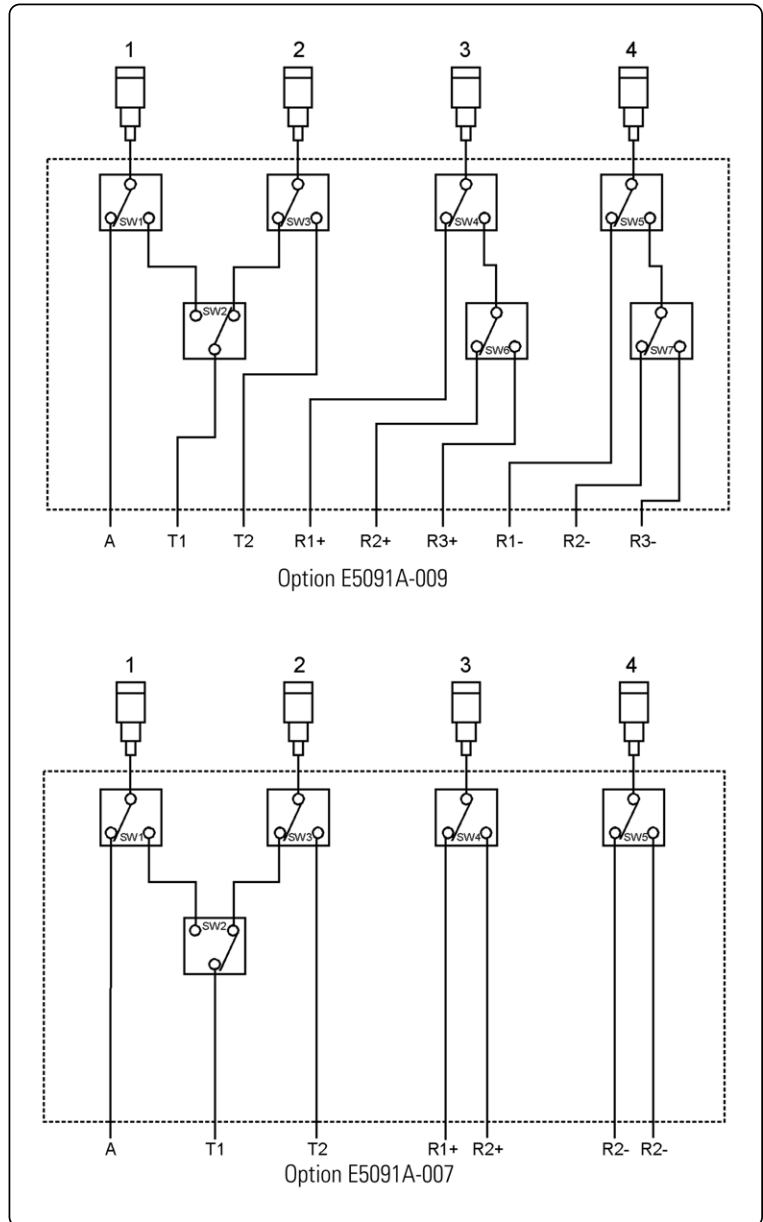 1 2 3 4
SW1 SW3 SW4 SW5
SW2 SW6 SW7
A T1 T2 R1+ R2+ R3+ R1- R2- R3-
Option E5091A-009
1 2 3 4
SW1 SW3 SW4 SW5
SW2
A T1 T2 R1+ R2+ R2- R2-
Option E5091A-007